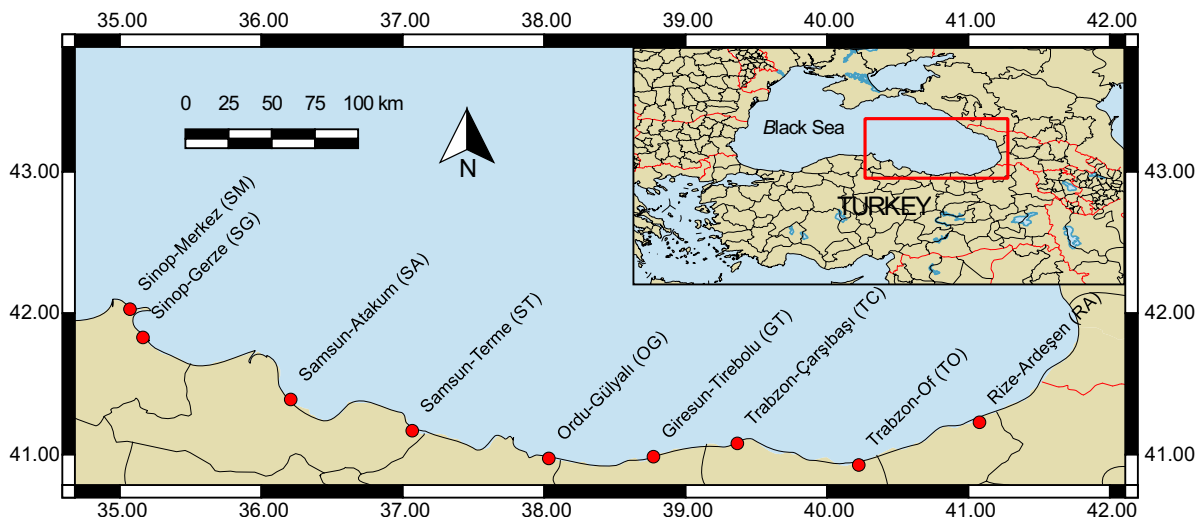 35.00 36.00 37.00 38.00 39.00 40.00 41.00 42.00
0 25 50 75 100 km
N
Black Sea
TURKEY
43.00 43.00
Sinop-Merkez (SM)
Sinop-Gerze (SG)
Samsun-Atakum (SA)
Samsun-Terme (ST)
Ordu-Gülyalı (OG)
Giresun-Tirebolu (GT)
Trabzon-Çarşıbaşı (TC)
Trabzon-Of (TO)
Rize-Ardeşen (RA)
42.00 42.00
41.00 41.00
35.00 36.00 37.00 38.00 39.00 40.00 41.00 42.00